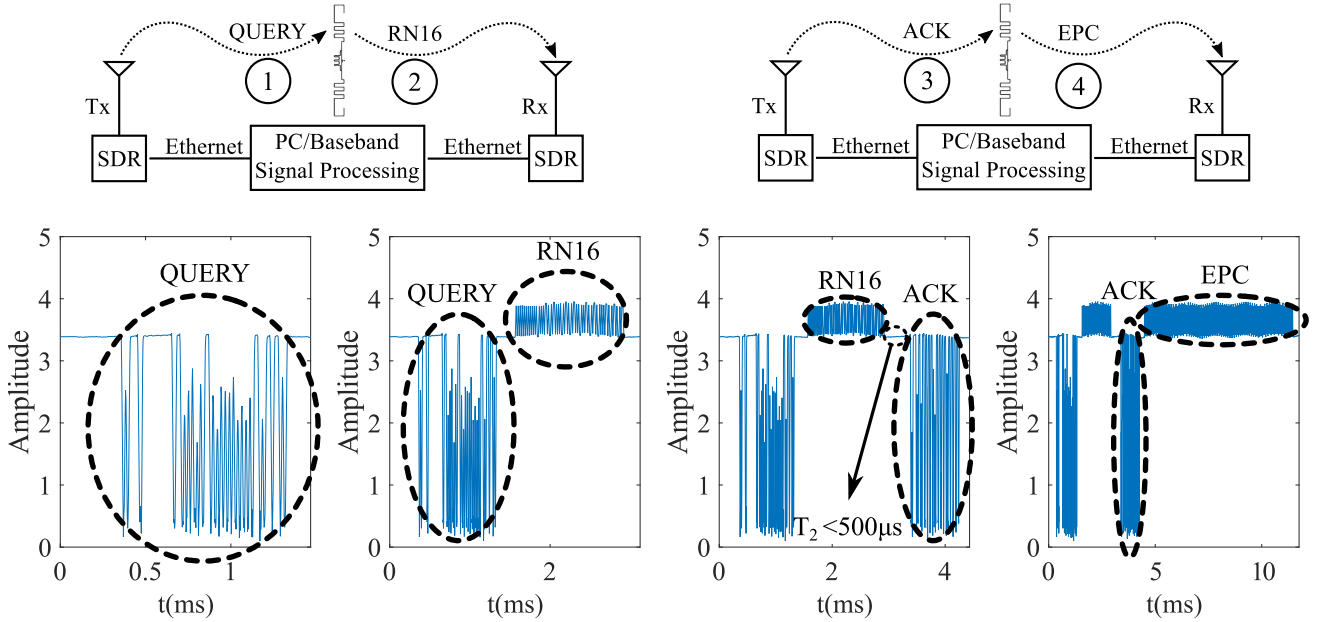 QUERY
RN16
1
2
Tx
Rx
SDR
Ethernet
PC/Baseband
Signal Processing
Ethernet
SDR
ACK
EPC
3
4
Tx
Rx
SDR
Ethernet
PC/Baseband
Signal Processing
Ethernet
SDR
5
4
3
2
1
0
Amplitude
QUERY
0
0.5
1
t(ms)
5
4
3
2
1
0
Amplitude
QUERY
RN16
2
t(ms)
5
4
3
2
1
0
Amplitude
RN16
ACK
T2<500μs
0
2
4
t(ms)
5
4
3
2
1
0
Amplitude
ACK
EPC
0
5
10
t(ms)